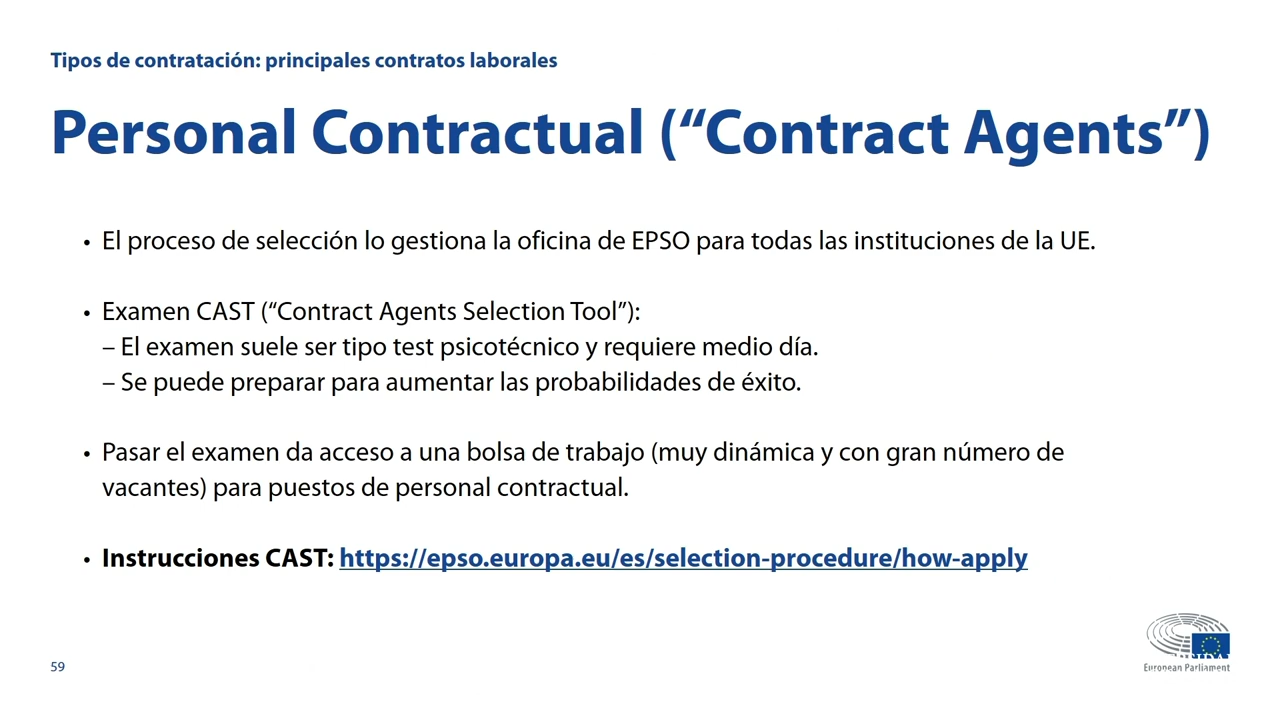 Tipos de contratación: principales contratos laborales
Personal Contractual (“Contract Agents”)
• El proceso de selección lo gestiona la oficina de EPSO para todas las instituciones de la UE.
• Examen CAST (“Contract Agents Selection Tool”):
– El examen suele ser tipo test psicotécnico y requiere medio día.
– Se puede preparar para aumentar las probabilidades de éxito.
• Pasar el examen da acceso a una bolsa de trabajo (muy dinámica y con gran número de
vacantes) para puestos de personal contractual.
• Instrucciones CAST: https://epso.europa.eu/es/selection-procedure/how-apply
59
European Parliament